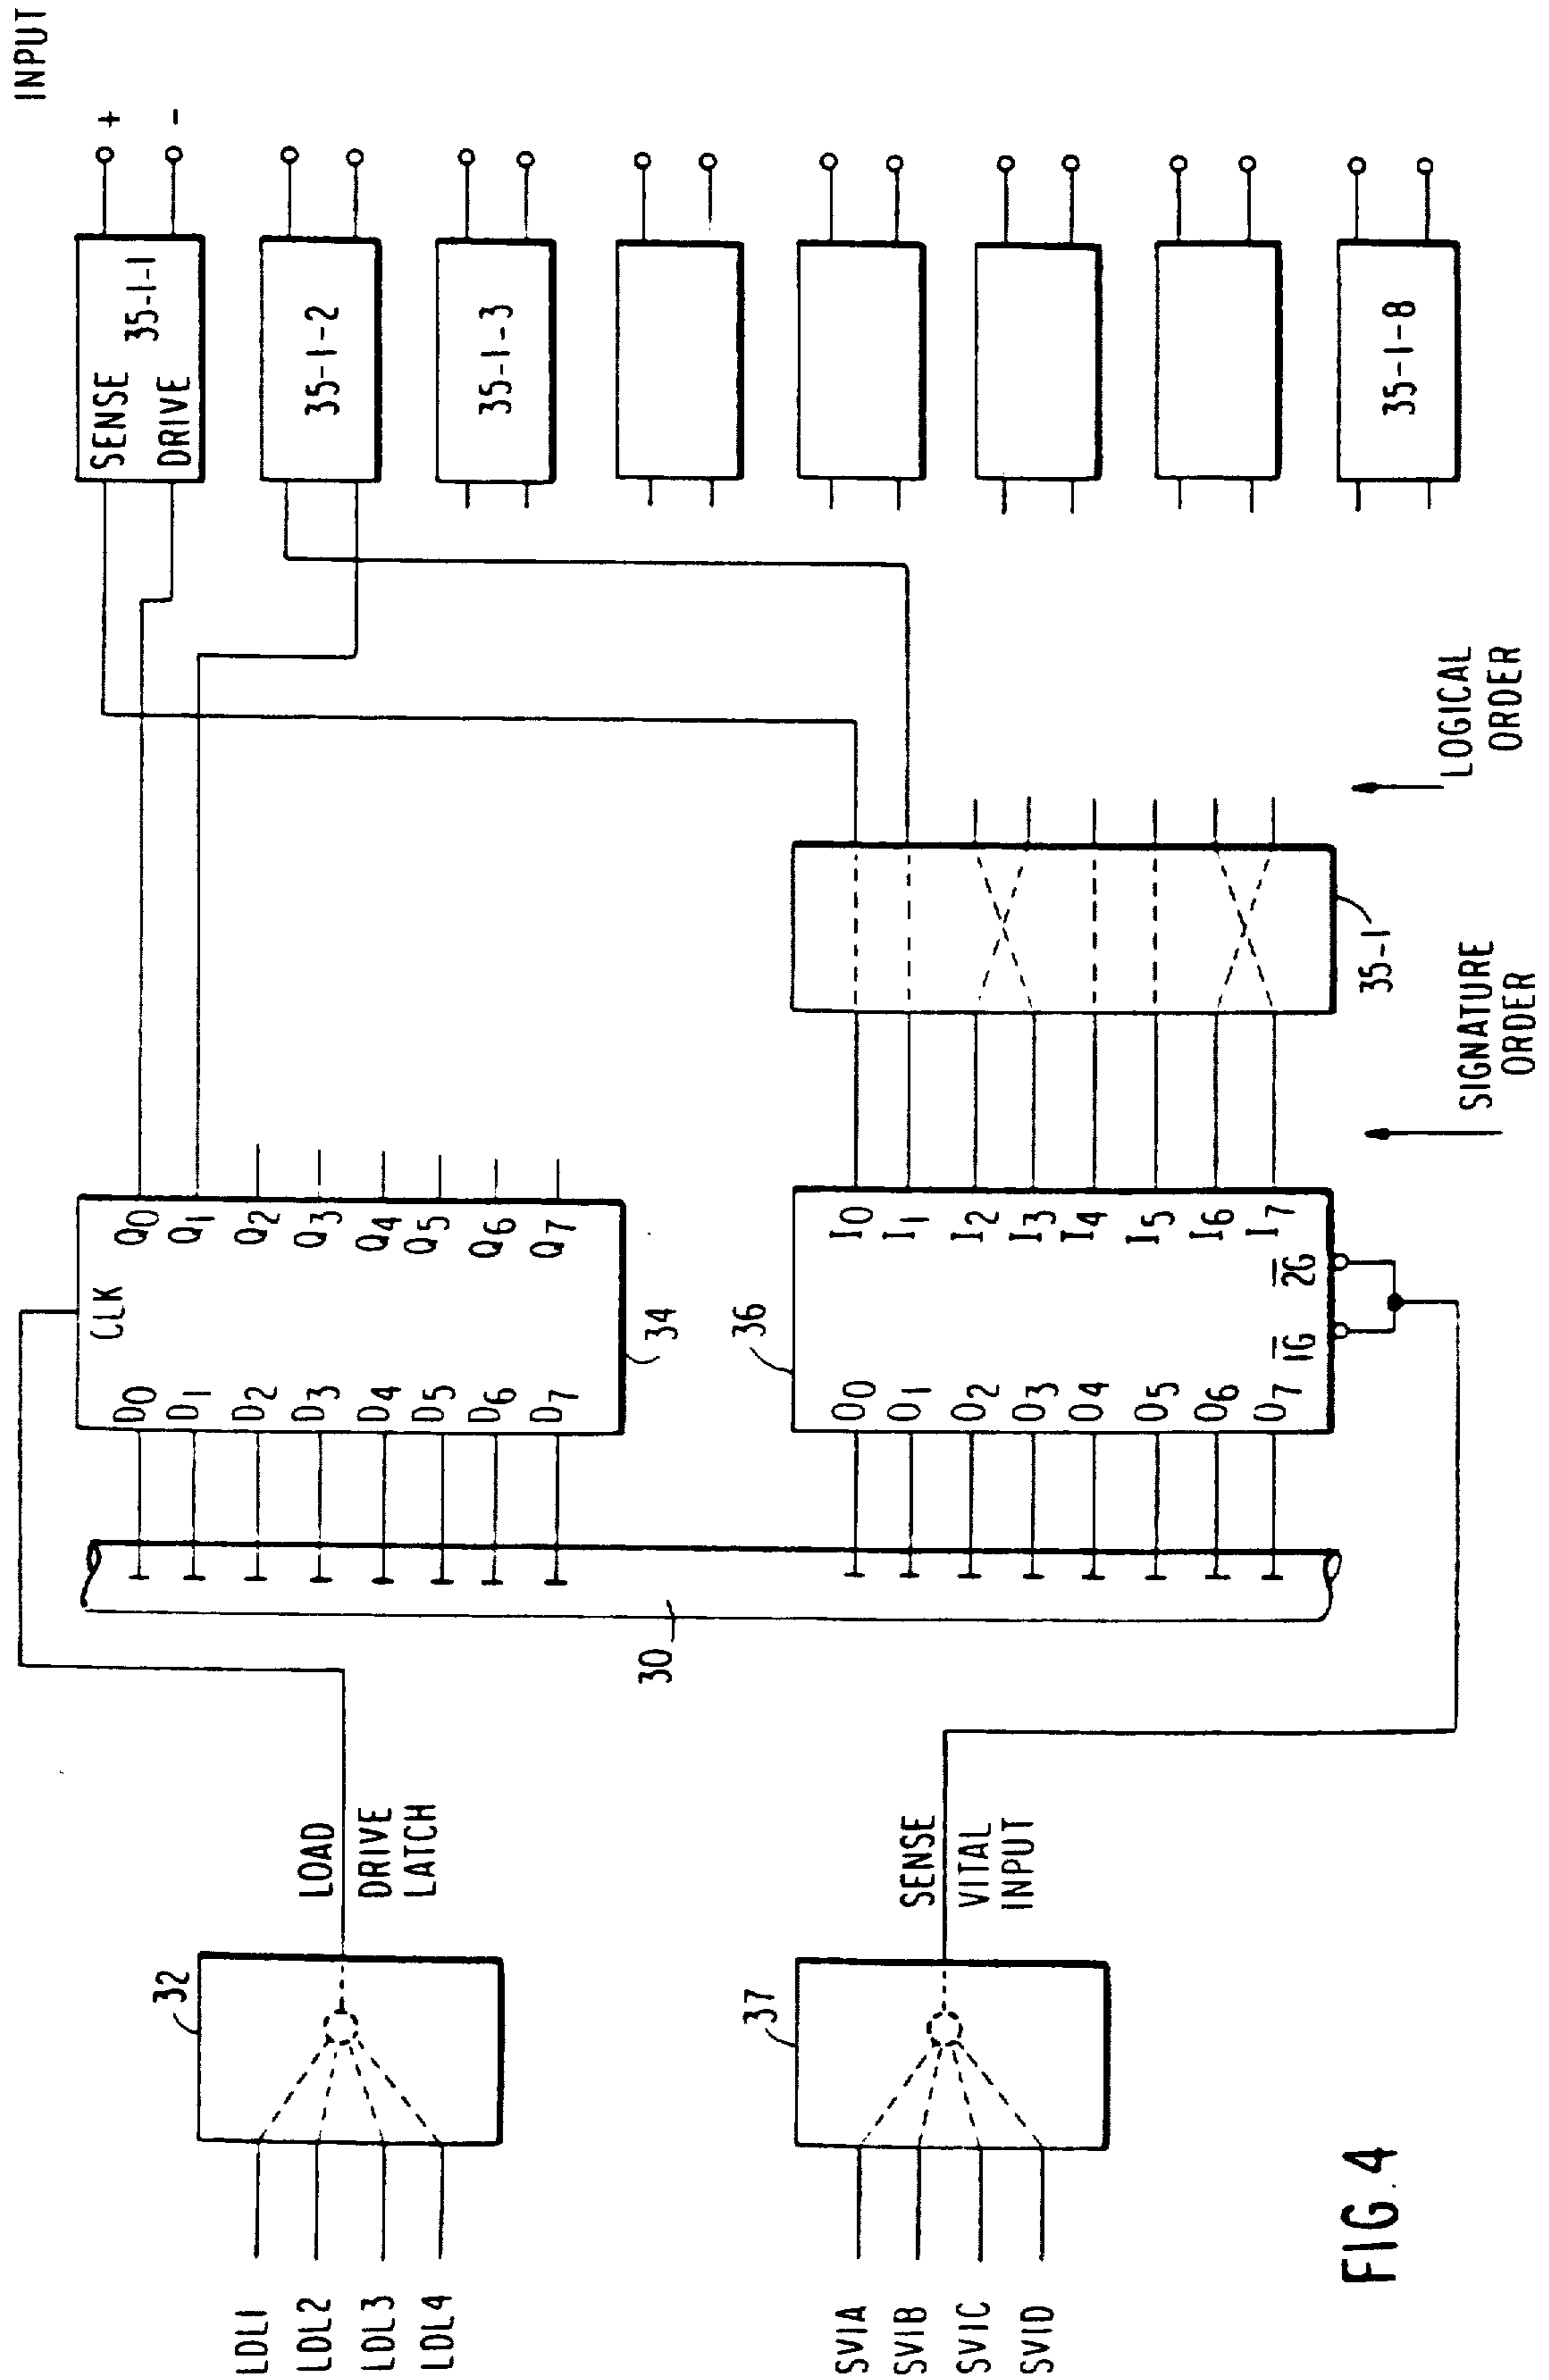 INPUT
+
-
SENSE
35-1-1
DRIVE
35-1-2
35-1-3
35-1-8
LDL1
LDL2
LDL3
LDL4
32
LOAD
DRIVE
LATCH
30
CLK
D0 Q0
D1 Q1
D2 Q2
D3 Q3
D4 Q4
D5 Q5
D6 Q6
D7 Q7
34
SVIA
SVIB
SVIC
SVID
37
SENSE
VITAL
INPUT
36
O0 I0
O1 I1
O2 I2
O3 I3
O4 I4
O5 I5
O6 I6
O7 I7
1G 2G
35-1
SIGNATURE
ORDER
LOGICAL
ORDER
FIG.4